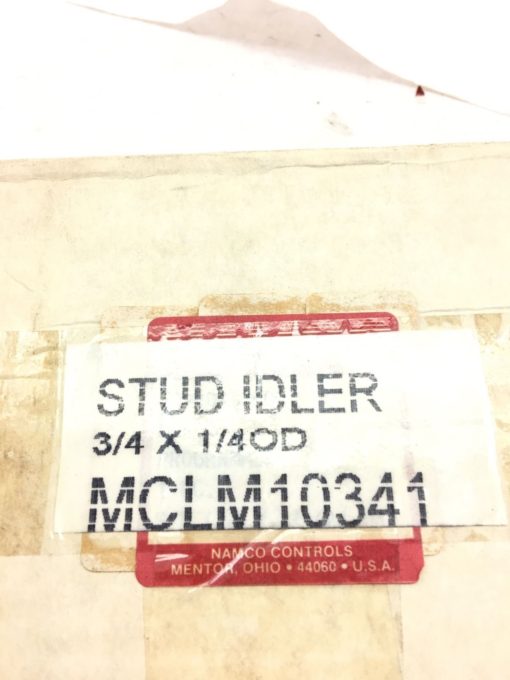 STUD IDLER
3/4 X 1/4OD
MCLM10341
NAMCO CONTROLS
MENTOR, OHIO • 44060 • U.S.A.